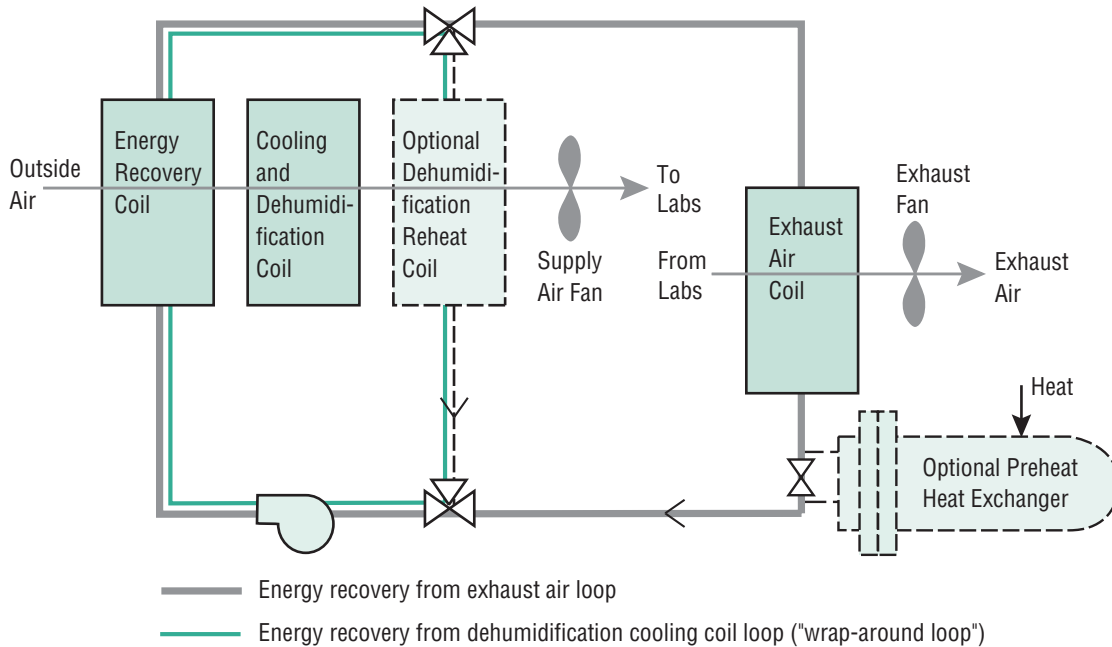 Outside
Air
Energy
Recovery
Coil
Cooling
and
Dehumidi-
fication
Coil
Optional
Dehumidi-
fication
Reheat
Coil
Supply
Air Fan
To
Labs
From
Labs
Exhaust
Air
Coil
Exhaust
Fan
Exhaust
Air
Heat
Optional Preheat
Heat Exchanger
Energy recovery from exhaust air loop
Energy recovery from dehumidification cooling coil loop ("wrap-around loop")